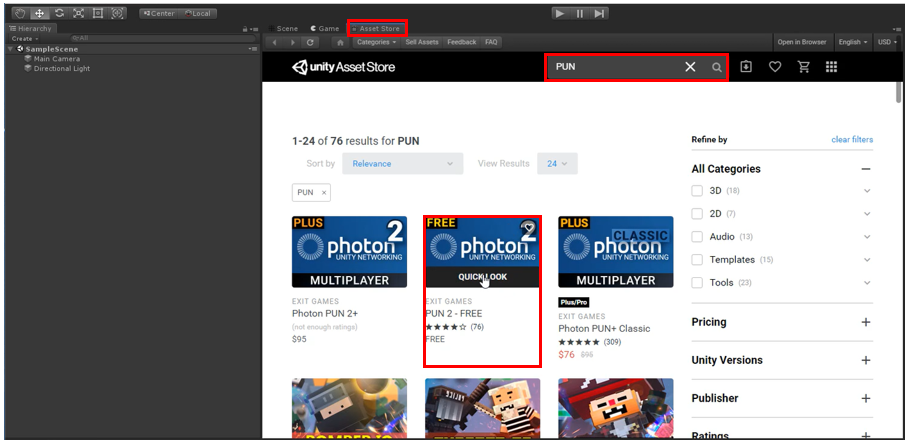 Center Local
Hierarchy
Scene Game Asset Store
Create All
Categories Sell Assets Feedback FAQ Open in Browser English USD
SampleScene
Main Camera
Directional Light
unity Asset Store PUN
1-24 of 76 results for PUN
Refine by clear filters
Sort by Relevance View Results 24
All Categories
PUN ×
3D (18)
2D (7)
Audio (13)
Templates (15)
Tools (23)
PLUS 2
photon
UNITY NETWORKING
MULTIPLAYER
EXIT GAMES
Photon PUN 2+
(not enough ratings)
$95
FREE 2
photon
UNITY NETWORKING
QUICK LOOK
EXIT GAMES
PUN 2 - FREE
(76)
FREE
PLUS
CLASSIC
photon
UNITY NETWORKING
MULTIPLAYER
Plus/Pro
EXIT GAMES
Photon PUN+ Classic
(309)
$76 $95
Pricing
Unity Versions
Publisher
Ratings